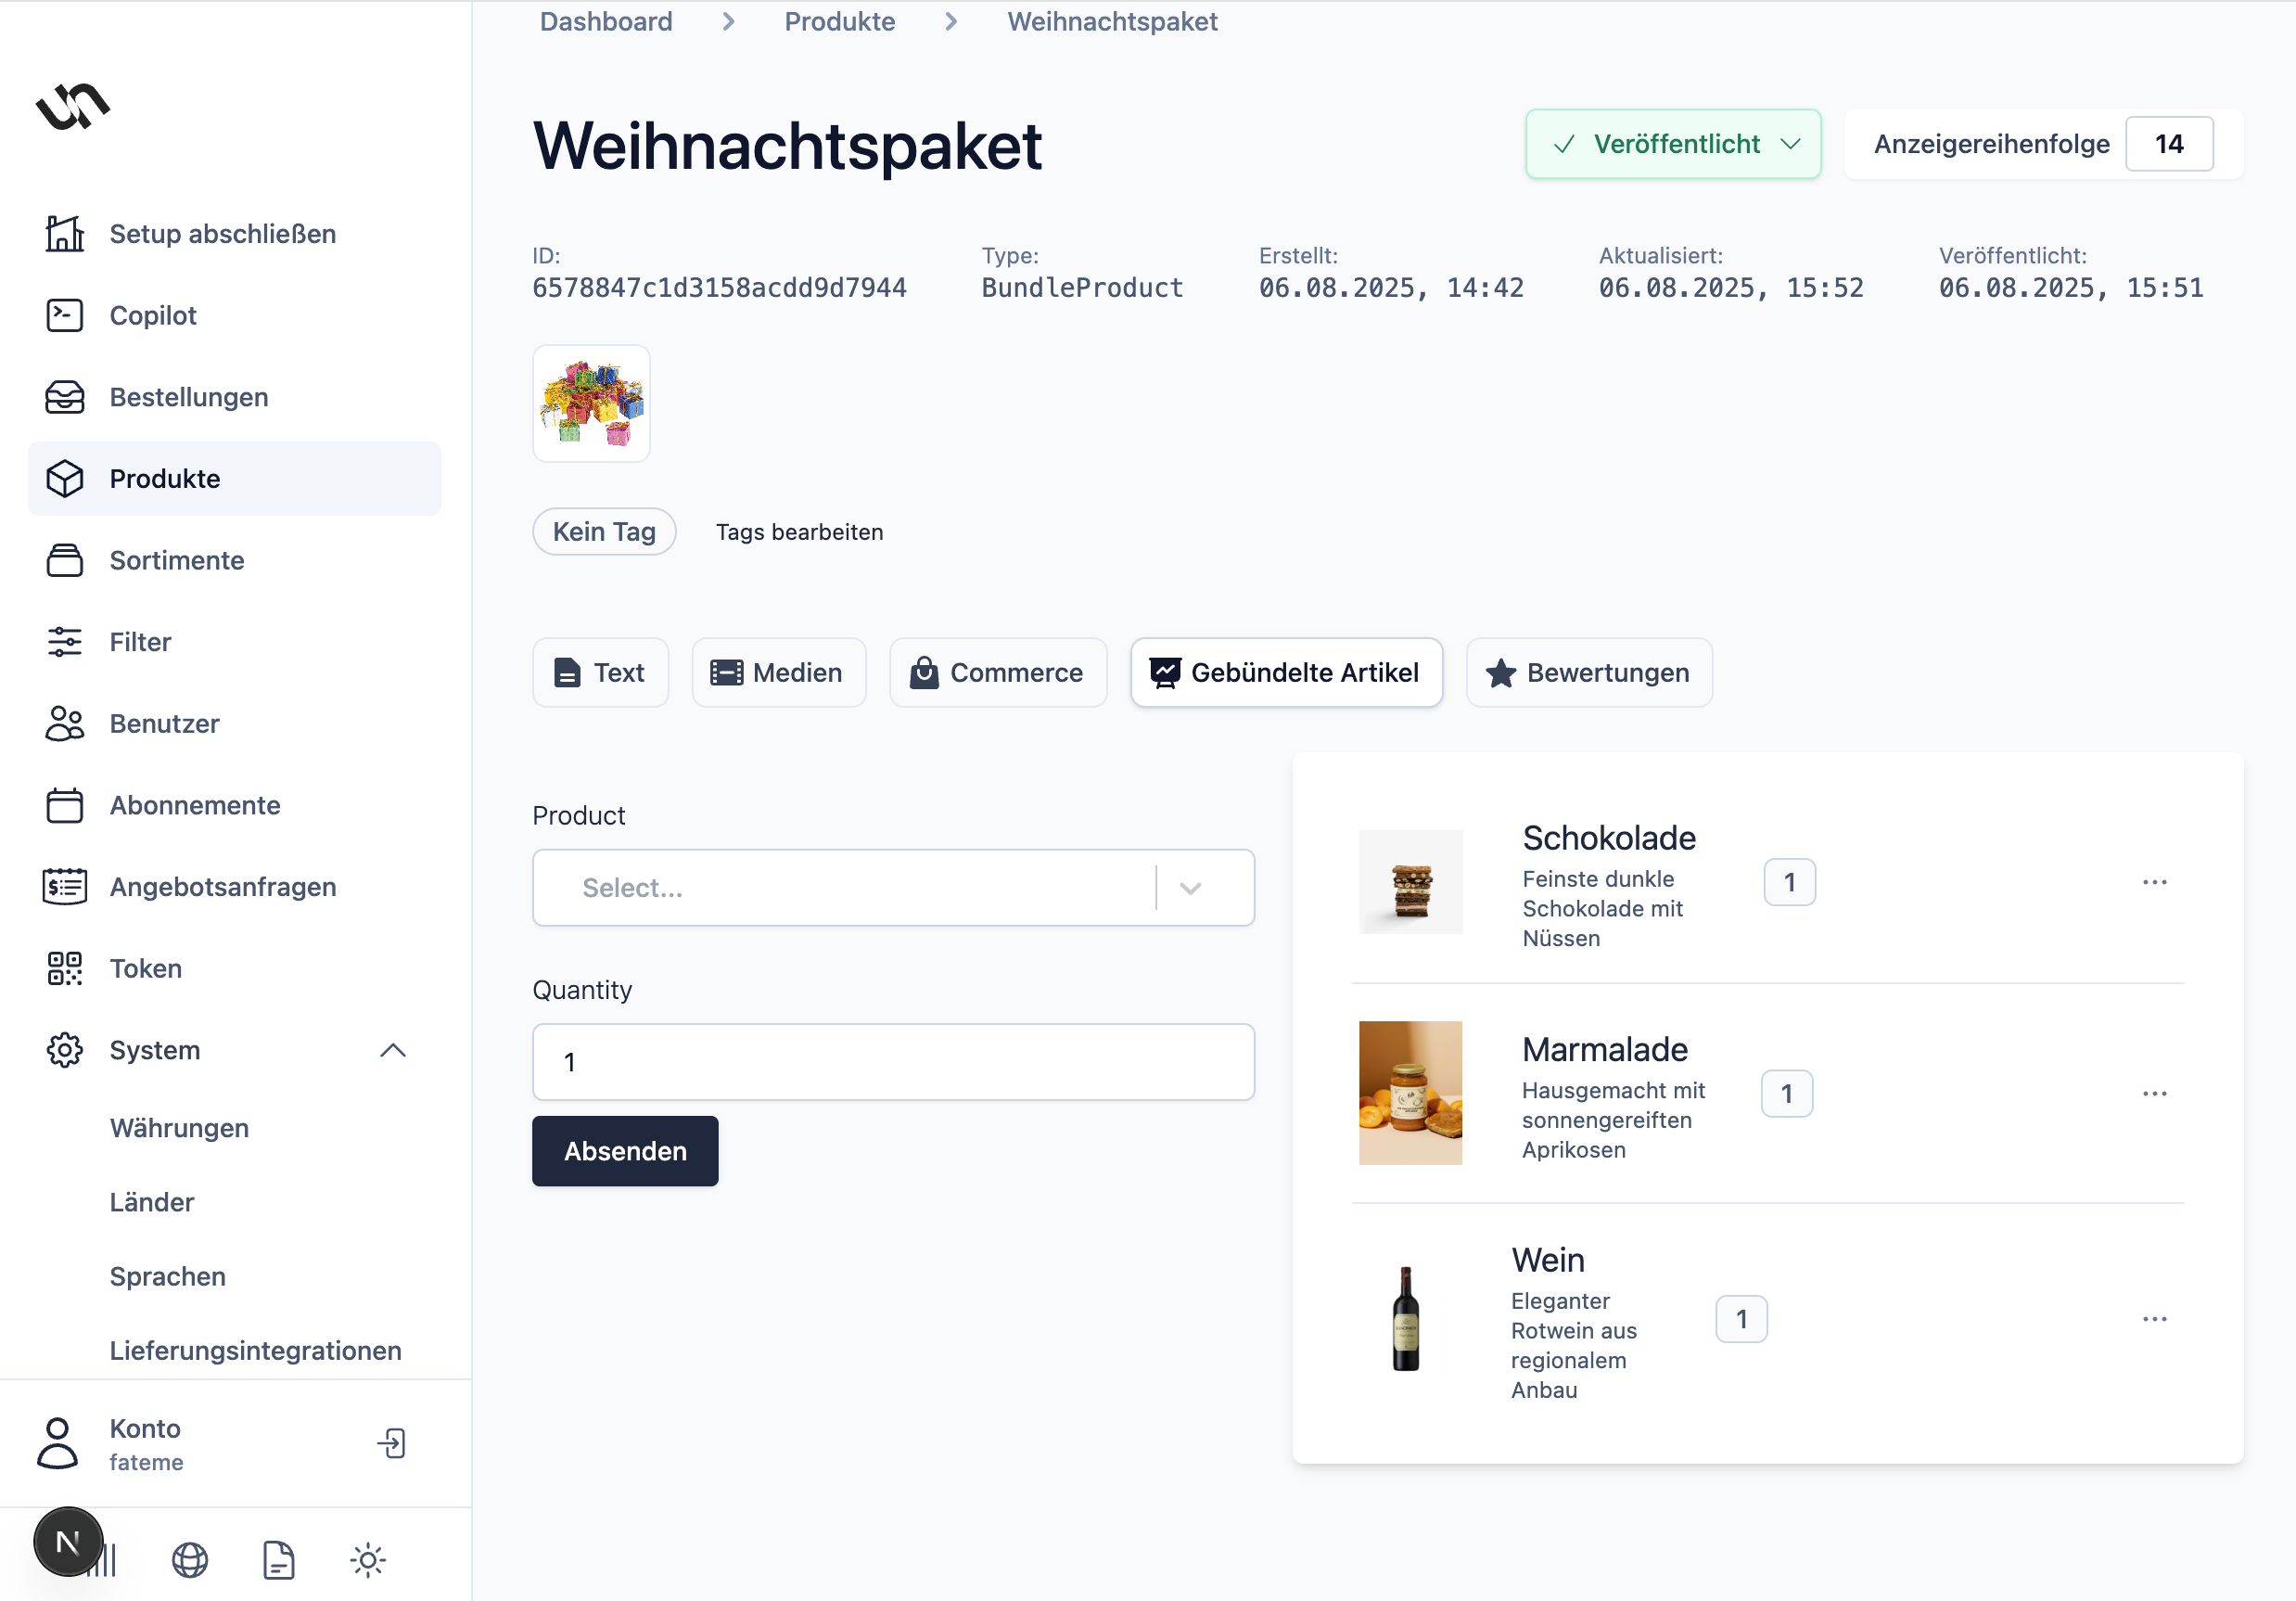 Dashboard > Produkte > Weihnachtspaket
Setup abschließen
Copilot
Bestellungen
Produkte
Sortimente
Filter
Benutzer
Abonnemente
Angebotsanfragen
Token
System
Währungen
Länder
Sprachen
Lieferungsintegrationen
Konto
fateme
N
Weihnachtspaket
Veröffentlicht
Anzeigereihenfolge 14
ID: Type: Erstellt: Aktualisiert: Veröffentlicht:
6578847c1d3158acdd9d7944 BundleProduct 06.08.2025, 14:42 06.08.2025, 15:52 06.08.2025, 15:51
Kein Tag Tags bearbeiten
Text Medien Commerce Gebündelte Artikel Bewertungen
Product
Select...
Quantity
1
Absenden
Schokolade
Feinste dunkle
Schokolade mit
Nüssen
1
...
Marmalade
Hausgemacht mit
sonnengereiften
Aprikosen
1
...
Wein
Eleganter
Rotwein aus
regionalem
Anbau
1
...